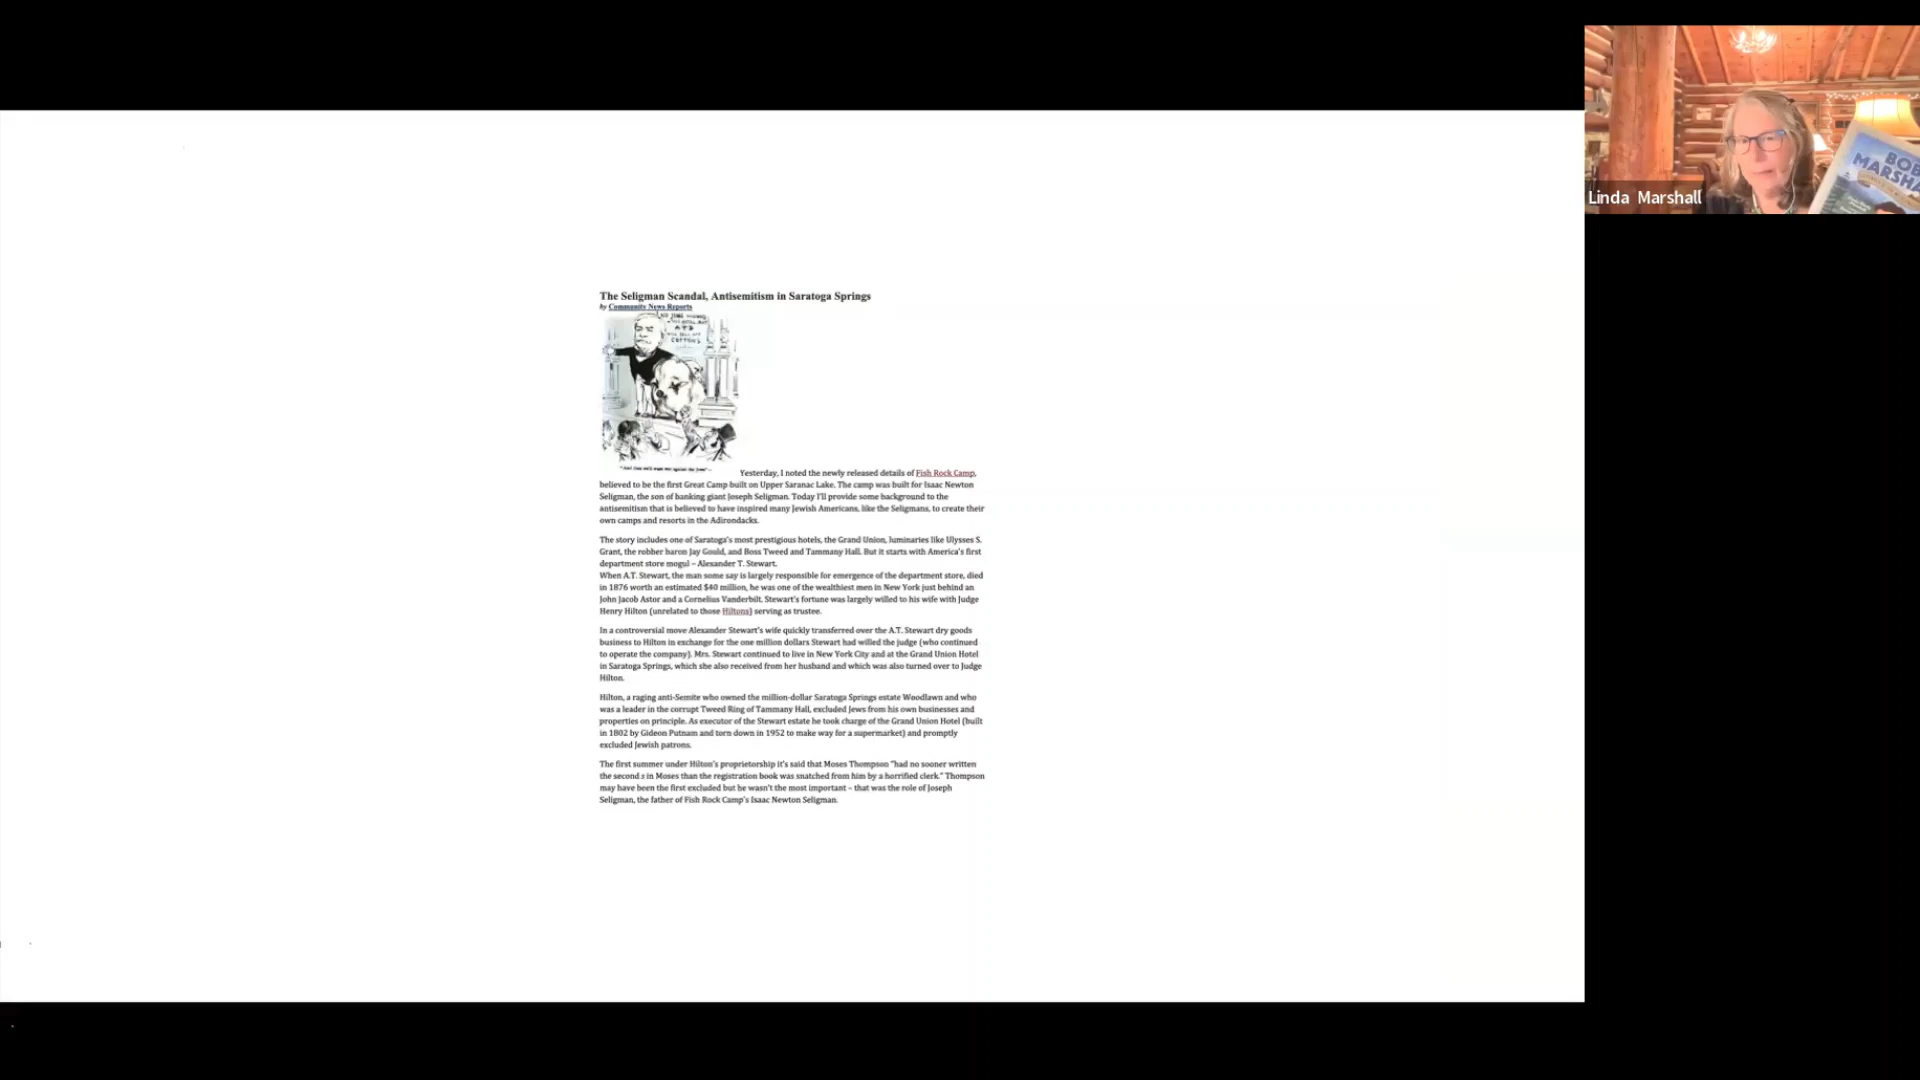 The Seligman Scandal, Antisemitism in Saratoga Springs
by Community News Reports
ATS
"And then we'll make war against the Jews"
Yesterday, I noted the newly released details of Fish Rock Camp,
believed to be the first Great Camp built on Upper Saranac Lake. The camp was built for Isaac Newton
Seligman, the son of banking giant Joseph Seligman. Today I'll provide some background to the
antisemitism that is believed to have inspired many Jewish Americans, like the Seligmans, to create their
own camps and resorts in the Adirondacks.
The story includes one of Saratoga's most prestigious hotels, the Grand Union, luminaries like Ulysses S.
Grant, the robber baron Jay Gould, and Boss Tweed and Tammany Hall. But it starts with America's first
department store mogul – Alexander T. Stewart.
When A.T. Stewart, the man some say is largely responsible for emergence of the department store, died
in 1876 worth an estimated $40 million, he was one of the wealthiest men in New York just behind an
John Jacob Astor and a Cornelius Vanderbilt. Stewart's fortune was largely willed to his wife with Judge
Henry Hilton (unrelated to those Hiltons) serving as trustee.
In a controversial move Alexander Stewart's wife quickly transferred over the A.T. Stewart dry goods
business to Hilton in exchange for the one million dollars Stewart had willed the judge (who continued
to operate the company). Mrs. Stewart continued to live in New York City and at the Grand Union Hotel
in Saratoga Springs, which she also received from her husband and which was also turned over to Judge
Hilton.
Hilton, a raging anti-Semite who owned the million-dollar Saratoga Springs estate Woodlawn and who
was a leader in the corrupt Tweed Ring of Tammany Hall, excluded Jews from his own businesses and
properties on principle. As executor of the Stewart estate he took charge of the Grand Union Hotel (built
in 1802 by Gideon Putnam and torn down in 1952 to make way for a supermarket) and promptly
excluded Jewish patrons.
The first summer under Hilton's proprietorship it's said that Moses Thompson "had no sooner written
the second s in Moses than the registration book was snatched from him by a horrified clerk." Thompson
may have been the first excluded but he wasn't the most important – that was the role of Joseph
Seligman, the father of Fish Rock Camp's Isaac Newton Seligman.
Linda Marshall
BOB
MARSHA